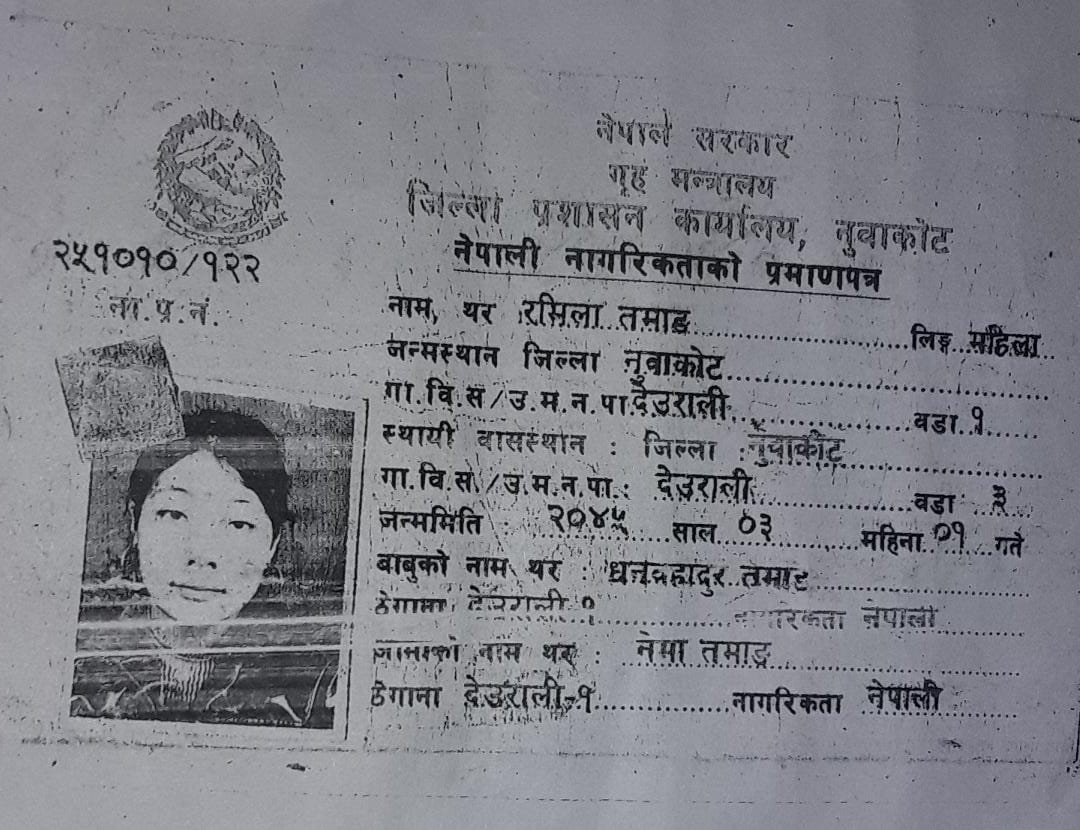 नेपाल सरकार
गृह मन्त्रालय
जिल्ला प्रशासन कार्यालय, नुवाकोट
नेपाली नागरिकताको प्रमाणपत्र
२५१०१०/१२२
ना.प्र.नं.
नाम, थर रसिला तमाङ लिङ्ग महिला
जन्मस्थान जिल्ला नुवाकोट
गा.वि.स/उ.म.न.पा. देउराली वडा १
स्थायी वासस्थान : जिल्ला : नुवाकोट
गा.वि.स./उ.म.न.पा.: देउराली वडा ३
जन्ममिति २०४५ साल ०३ महिना ०१ गते
बाबुको नाम थर : धनबहादुर तमाङ
ठेगाना देउराली १ नागरिकता नेपाली
नाम थर : नेमा तमाङ
ठेगाना देउराली-१ नागरिकता नेपाली